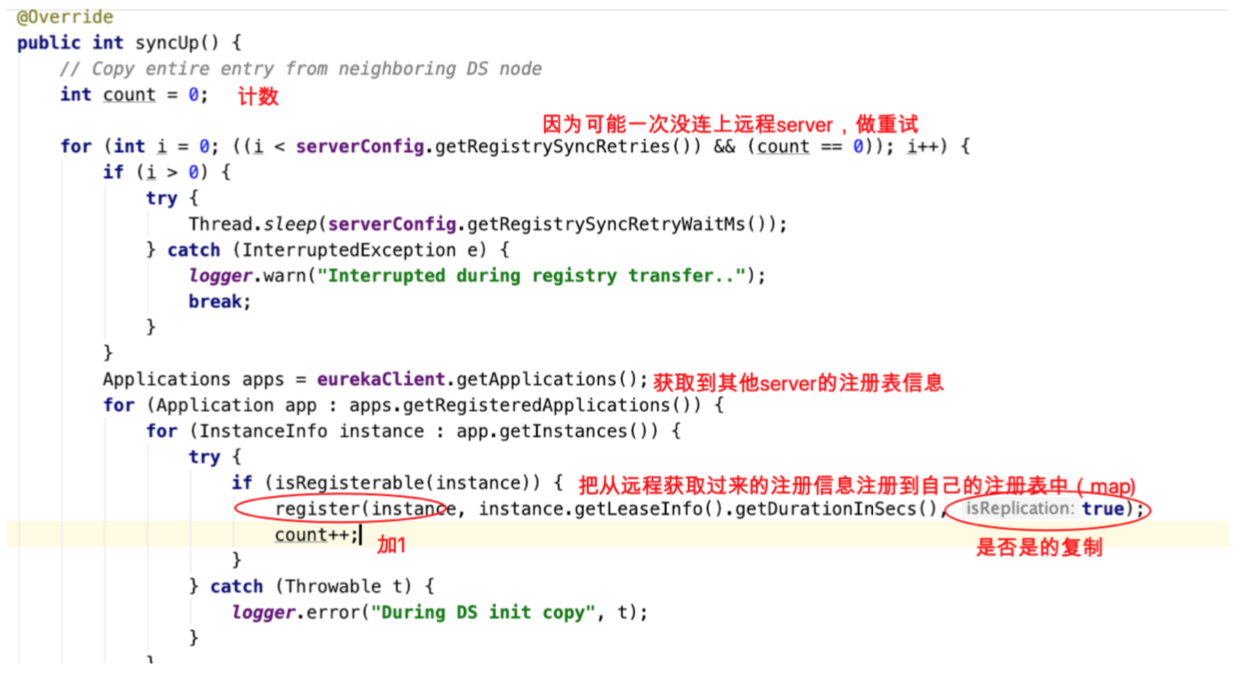 @Override
public int syncUp() {
// Copy entire entry from neighboring DS node
int count = 0; 计数
因为可能一次没连上远程server，做重试
for (int i = 0; ((i < serverConfig.getRegistrySyncRetries()) && (count == 0)); i++) {
if (i > 0) {
try {
Thread.sleep(serverConfig.getRegistrySyncRetryWaitMs());
} catch (InterruptedException e) {
logger.warn("Interrupted during registry transfer..");
break;
}
}
Applications apps = eurekaClient.getApplications(); 获取到其他server的注册表信息
for (Application app : apps.getRegisteredApplications()) {
for (InstanceInfo instance : app.getInstances()) {
try {
if (isRegisterable(instance)) { 把从远程获取过来的注册信息注册到自己的注册表中（map)
register(instance, instance.getLeaseInfo().getDurationInSecs(), isReplication: true);
count++; 加1
是否是的复制
}
} catch (Throwable t) {
logger.error("During DS init copy", t);
}
}